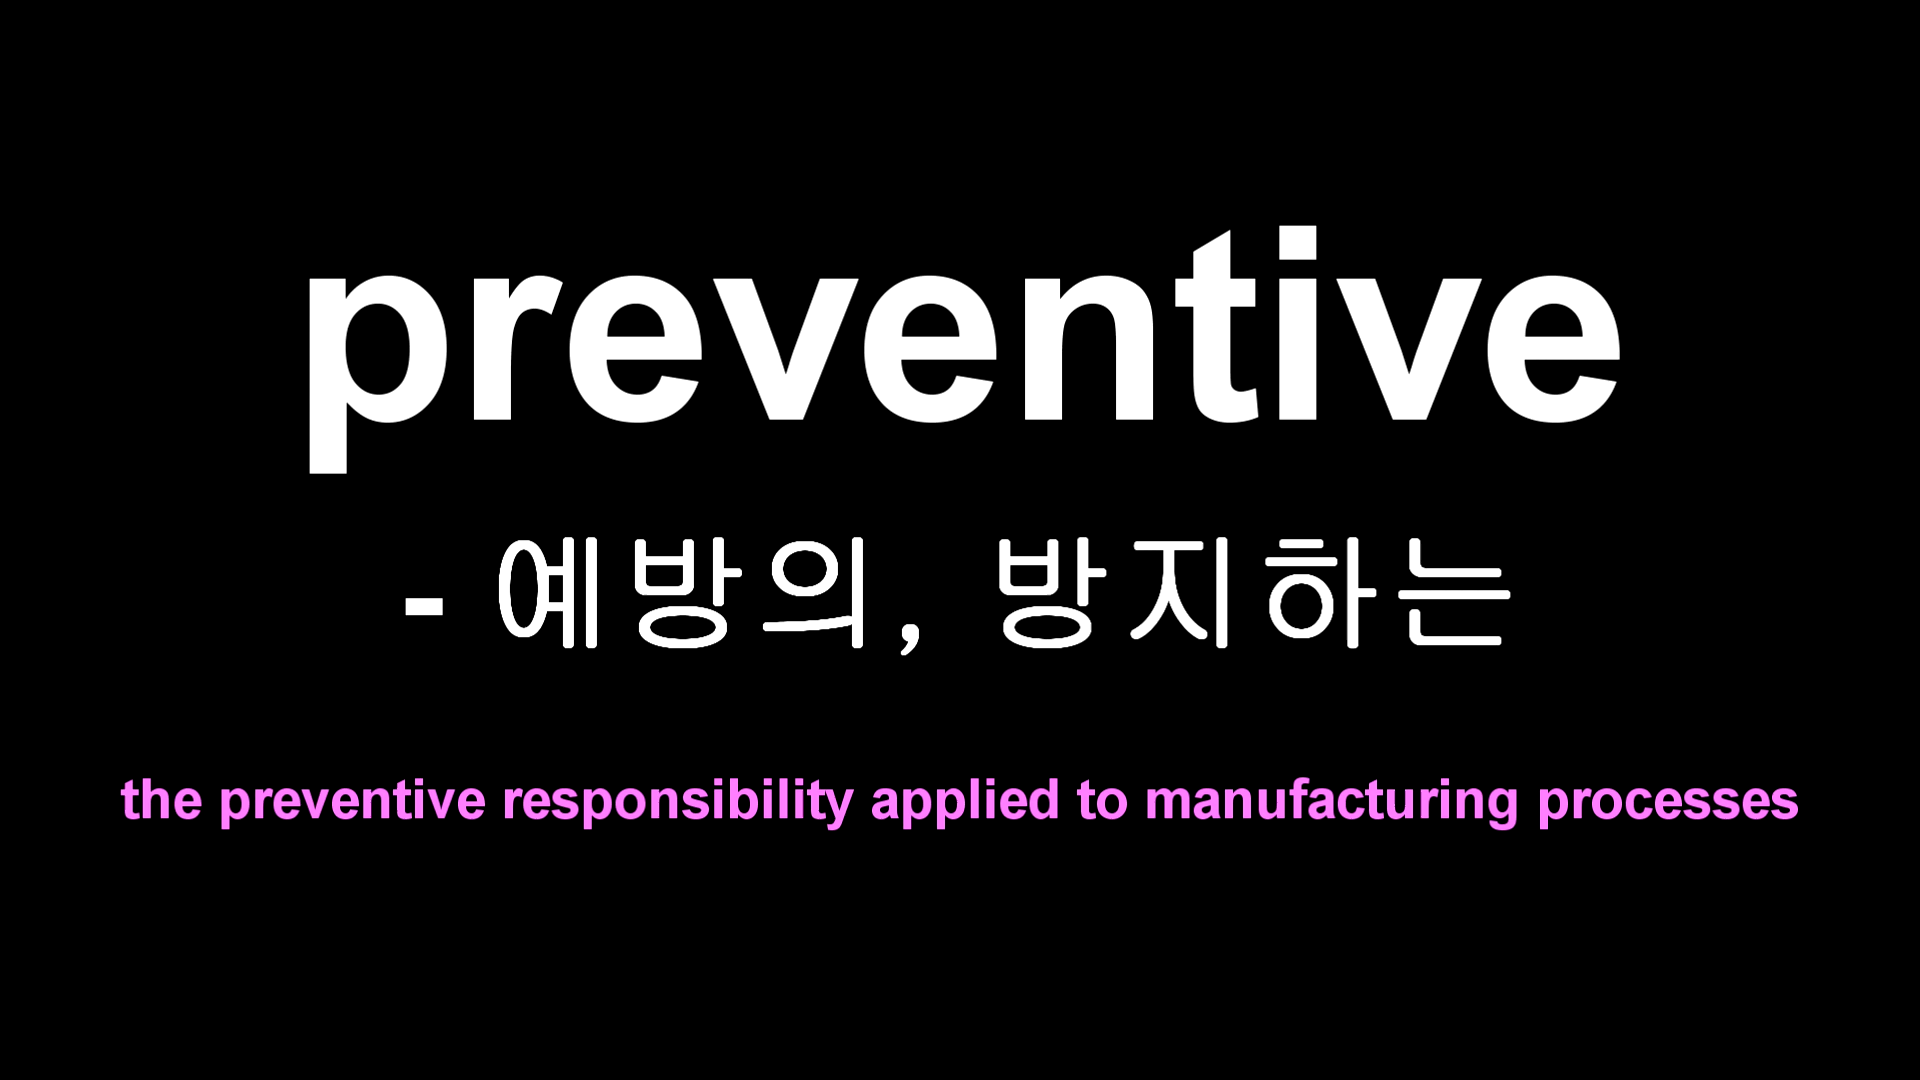 preventive
- 예방의, 방지하는
the preventive responsibility applied to manufacturing processes